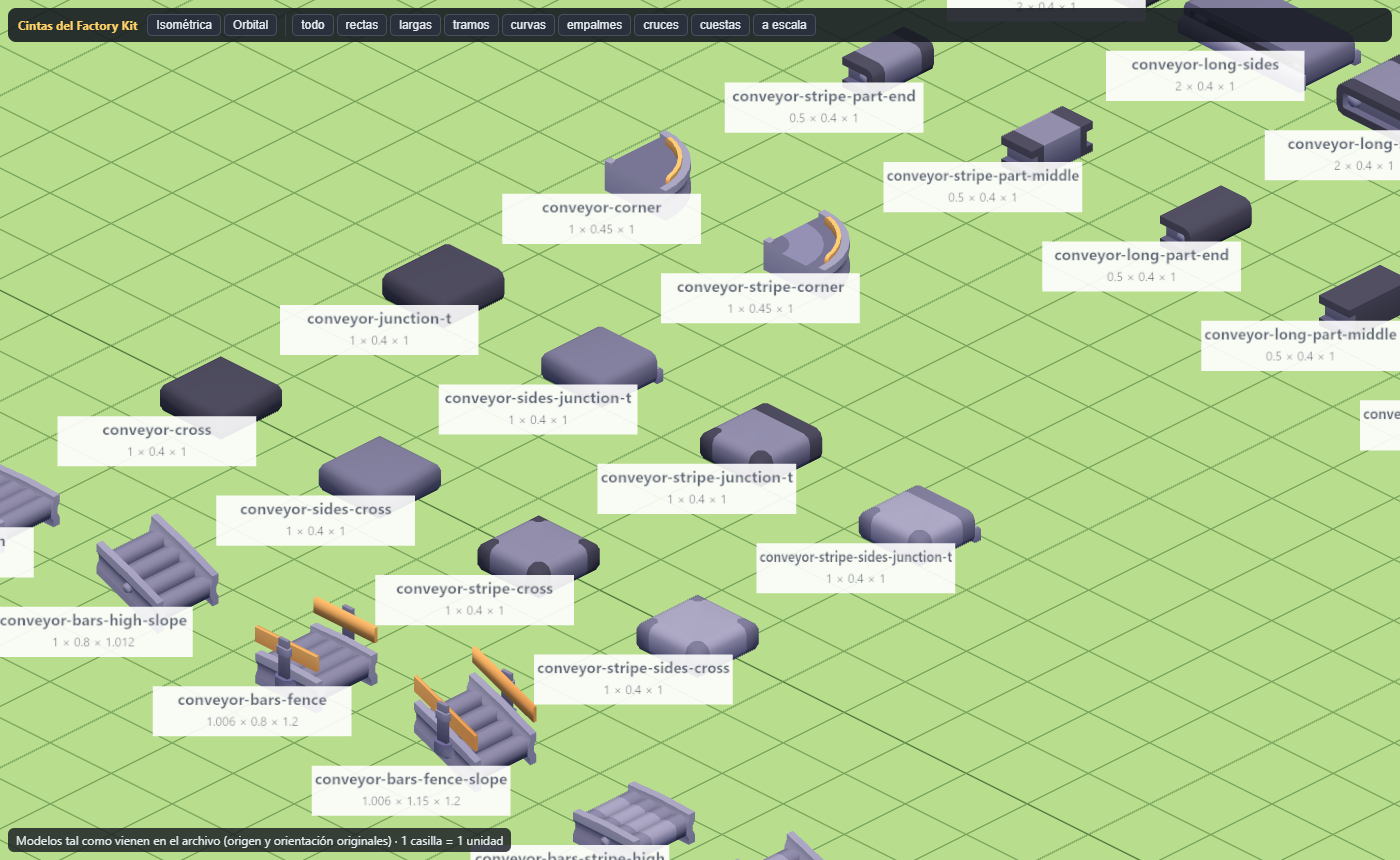 Cintas del Factory Kit
Isométrica
Orbital
todo
rectas
largas
tramos
curvas
empalmes
cruces
cuestas
a escala
2 × 0.4 × 1
conveyor-long-sides
2 × 0.4 × 1
conveyor-stripe-part-end
0.5 × 0.4 × 1
conveyor-long-
2 × 0.4 × 1
conveyor-stripe-part-middle
0.5 × 0.4 × 1
conveyor-corner
1 × 0.45 × 1
conveyor-long-part-end
0.5 × 0.4 × 1
conveyor-stripe-corner
1 × 0.45 × 1
conveyor-junction-t
1 × 0.4 × 1
conveyor-long-part-middle
0.5 × 0.4 × 1
conveyor-sides-junction-t
1 × 0.4 × 1
conve
conveyor-cross
1 × 0.4 × 1
conveyor-stripe-junction-t
1 × 0.4 × 1
conveyor-sides-cross
1 × 0.4 × 1
h
conveyor-stripe-sides-junction-t
1 × 0.4 × 1
conveyor-stripe-cross
1 × 0.4 × 1
conveyor-bars-high-slope
1 × 0.8 × 1.012
conveyor-stripe-sides-cross
1 × 0.4 × 1
conveyor-bars-fence
1.006 × 0.8 × 1.2
conveyor-bars-fence-slope
1.006 × 1.15 × 1.2
Modelos tal como vienen en el archivo (origen y orientación originales) · 1 casilla = 1 unidad
conveyor-bars-stripe-high